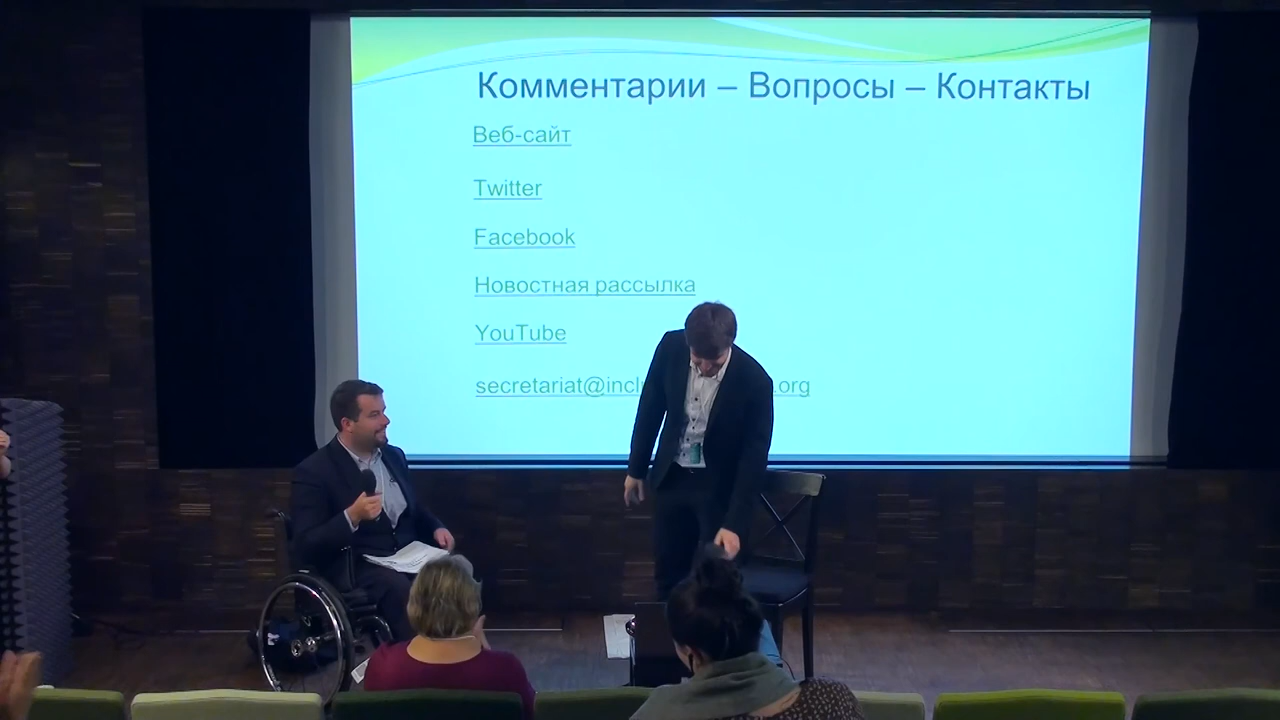 Комментарии – Вопросы – Контакты
Веб-сайт
Twitter
Facebook
Новостная рассылка
YouTube